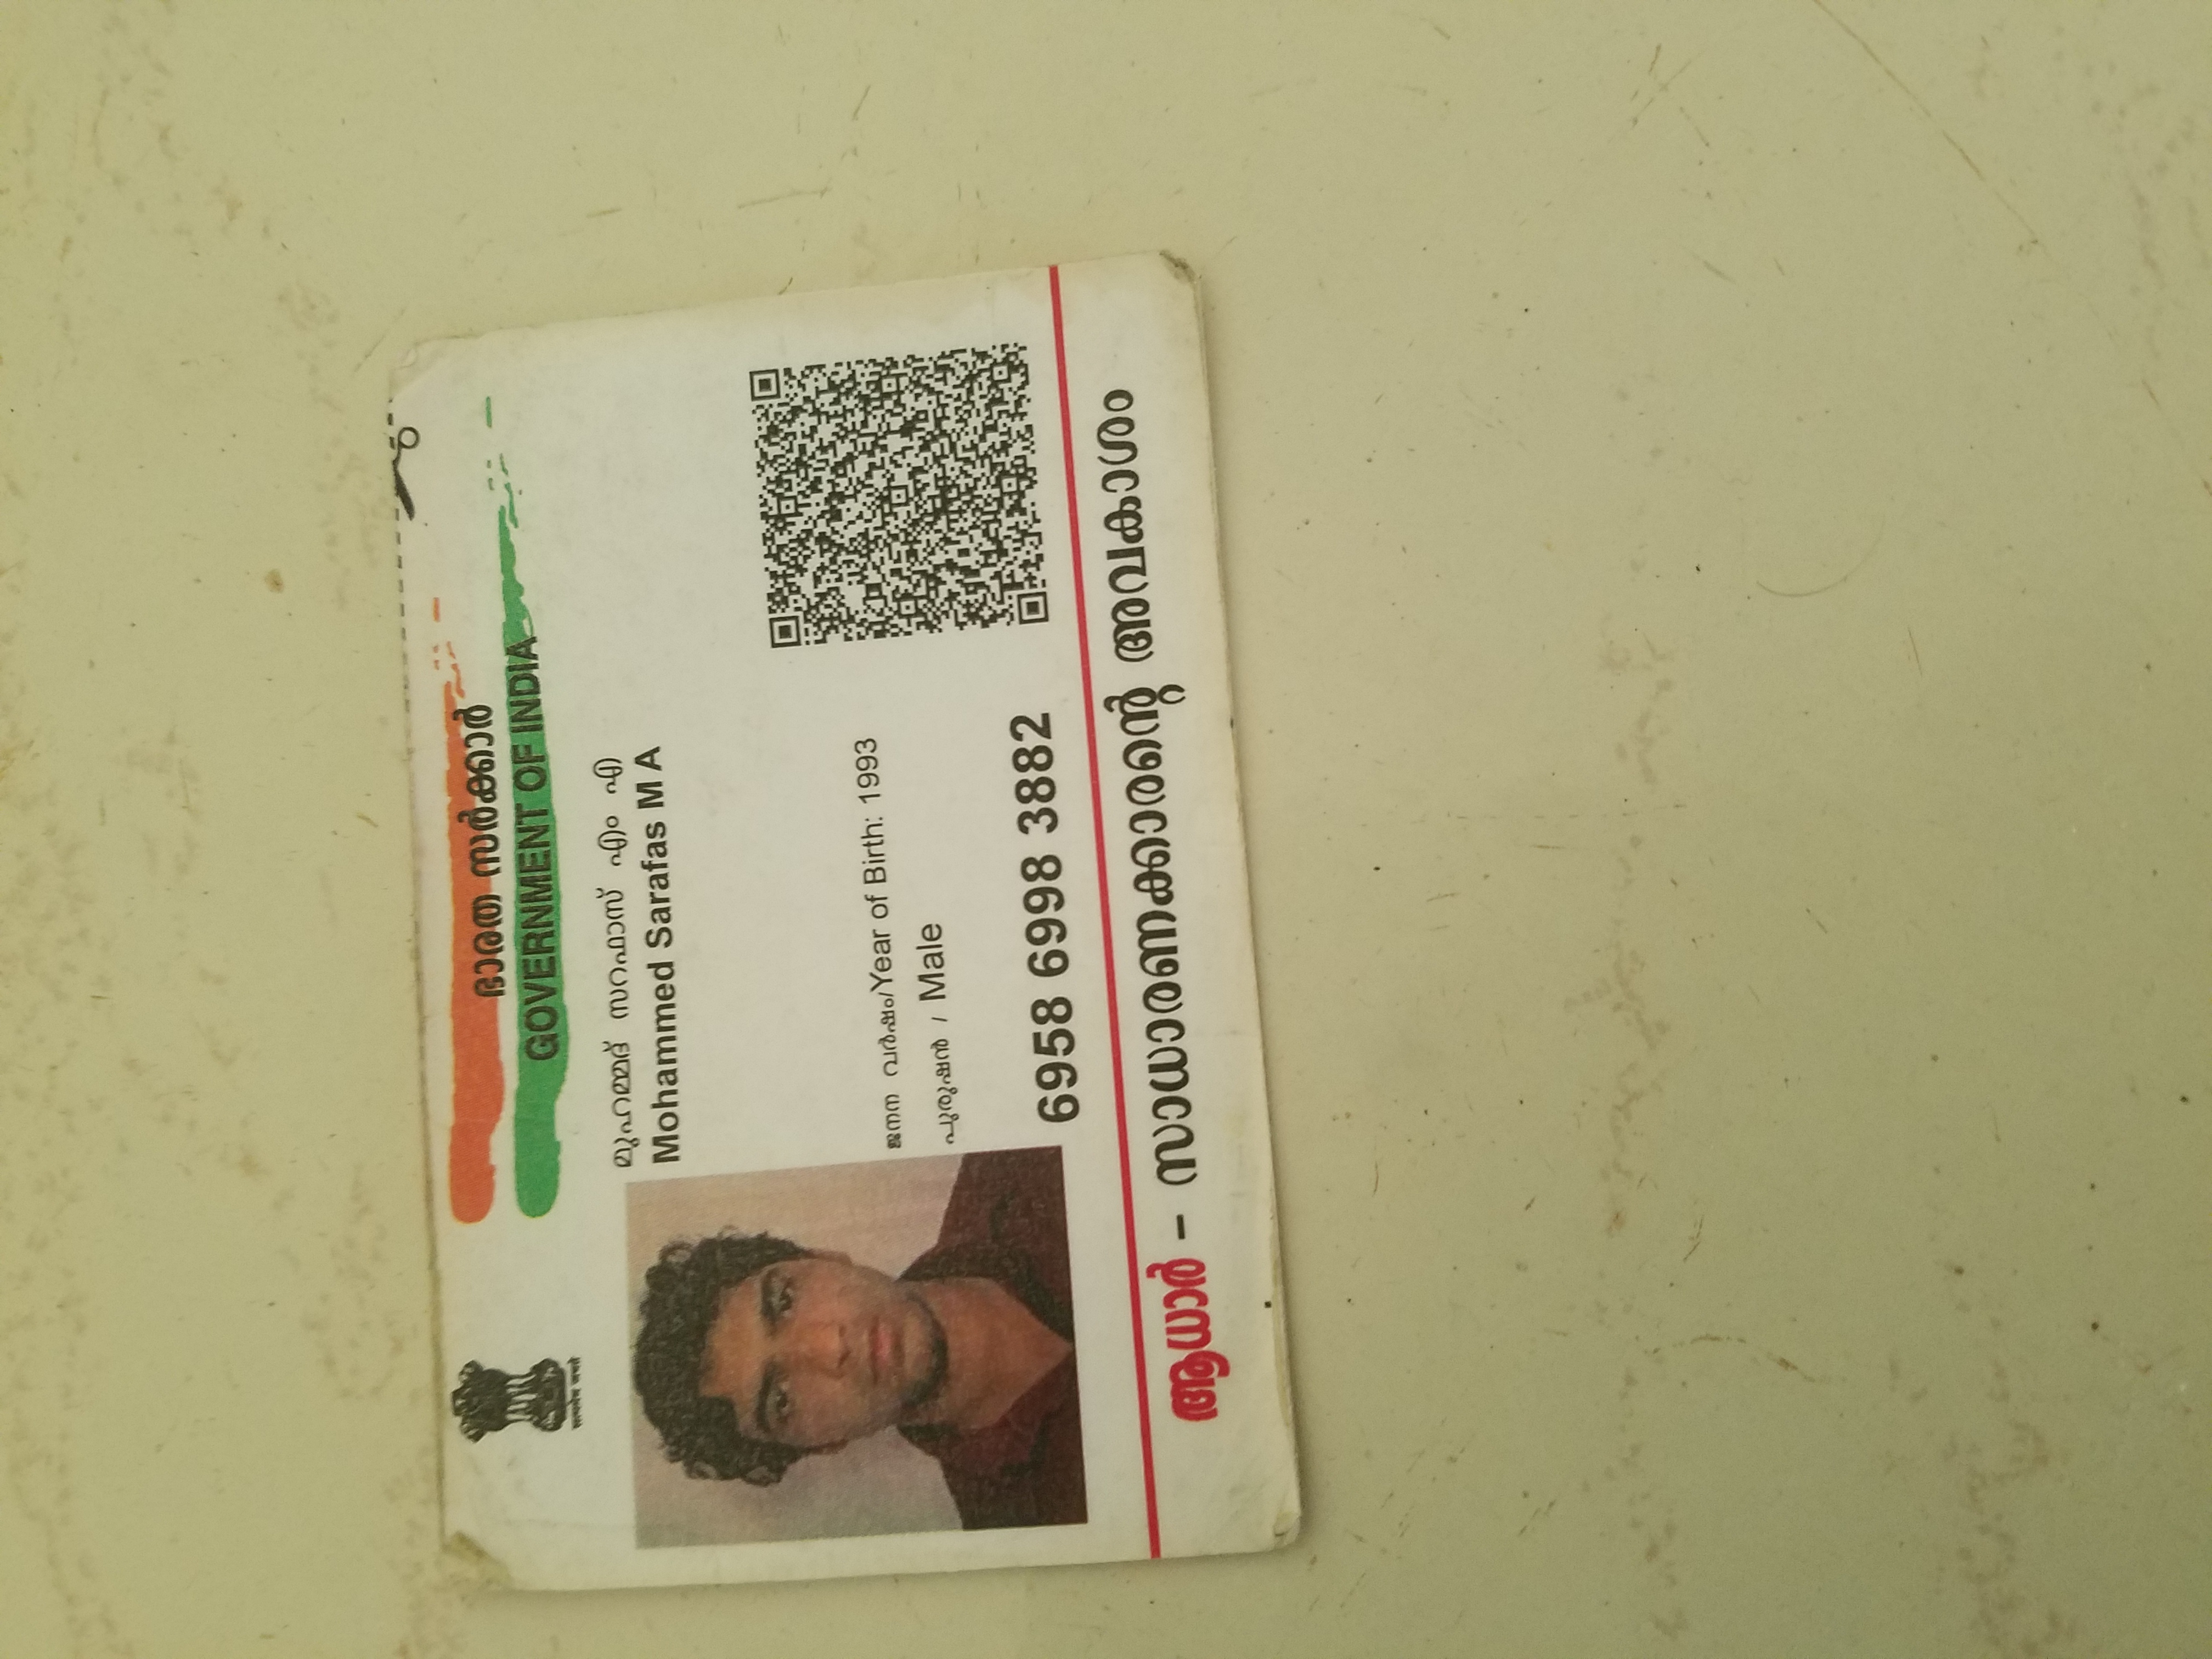 ഭാരത സർക്കാർ
GOVERNMENT OF INDIA
सत्यमेव जयते
മുഹമ്മദ് സറഫാസ് എം എ
Mohammed Sarafas M A
ജനന വർഷം/Year of Birth: 1993
പുരുഷൻ / Male
6958 6998 3882
ആധാർ – സാധാരണക്കാരന്റെ അവകാശം